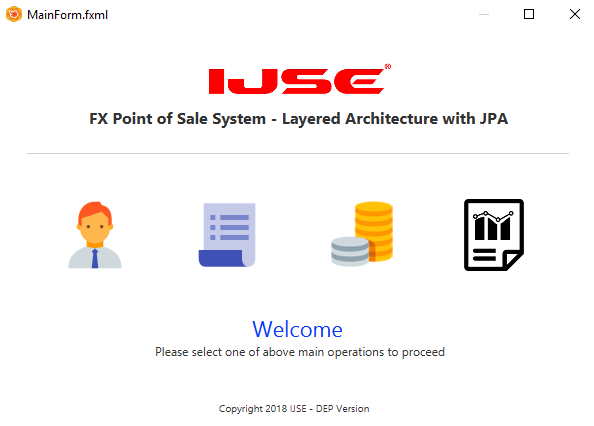 MainForm.fxml
IJSE®
FX Point of Sale System - Layered Architecture with JPA
Welcome
Please select one of above main operations to proceed
Copyright 2018 IJSE - DEP Version